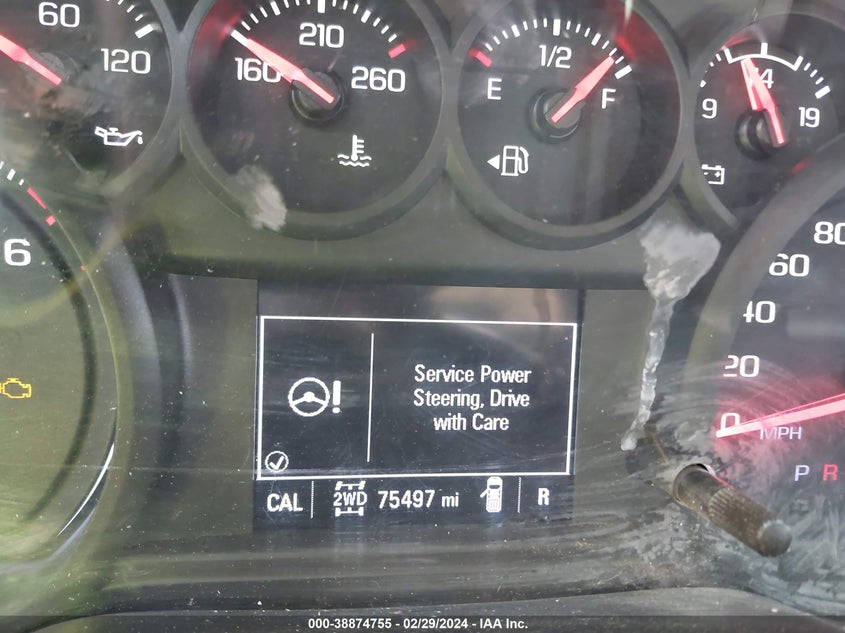 60
120
210
160
260
1/2
E
F
14
9
19
6
80
60
40
20
0
MPH
Service Power
Steering, Drive
with Care
CAL 2WD 75497 mi R
P R
000-38874755 - 02/29/2024 - IAA Inc.